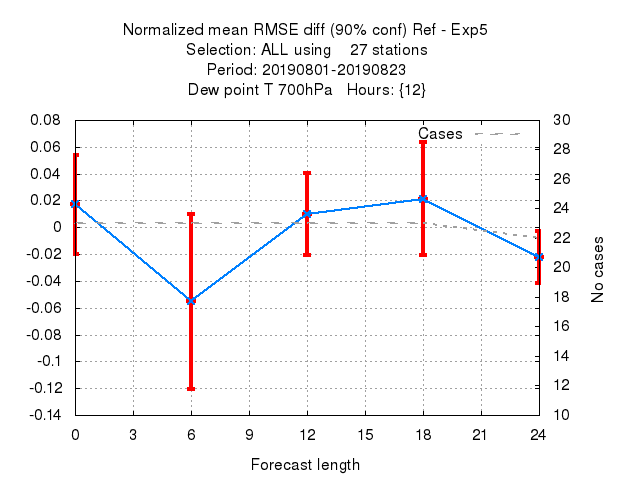 Normalized mean RMSE diff (90% conf) Ref - Exp5
Selection: ALL using 27 stations
Period: 20190801-20190823
Dew point T 700hPa Hours: {12}
Cases
0.08
0.06
0.04
0.02
0
-0.02
-0.04
-0.06
-0.08
-0.1
-0.12
-0.14
30
28
26
24
22
20
18
16
14
12
10
No cases
0 3 6 9 12 15 18 21 24
Forecast length